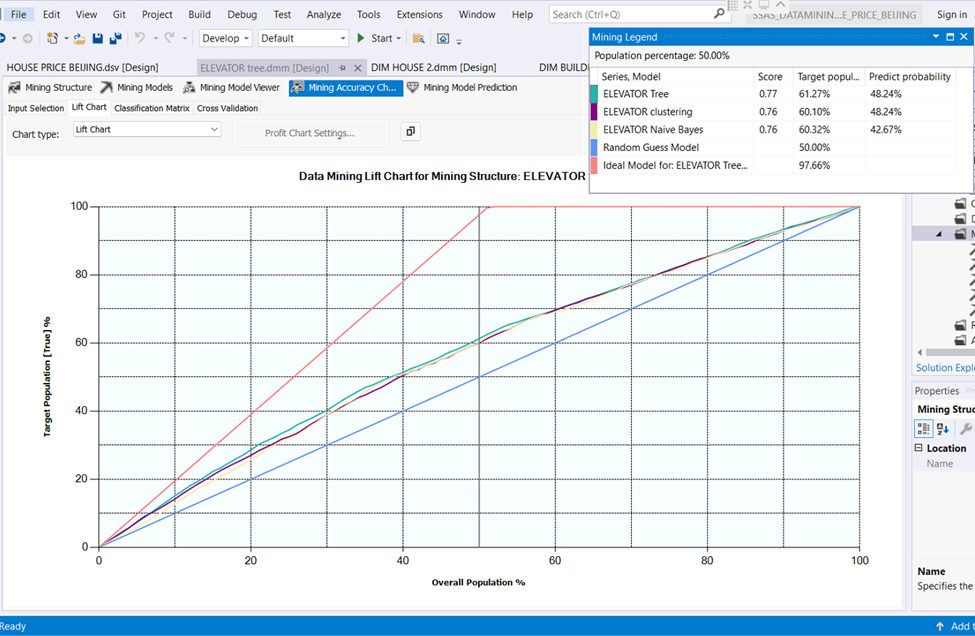 File Edit View Git Project Build Debug Test Analyze Tools Extensions Window Help Search (Ctrl+Q) SSAS_DATAMININ...E_PRICE_BEIJING Sign in
Develop Default Start
Mining Legend
Population percentage: 50.00%
Series, Model Score Target popul... Predict probability
ELEVATOR Tree 0.77 61.27% 48.24%
ELEVATOR clustering 0.76 60.10% 48.24%
ELEVATOR Naive Bayes 0.76 60.32% 42.67%
Random Guess Model 50.00%
Ideal Model for: ELEVATOR Tree... 97.66%
HOUSE PRICE BEIJING.dsv [Design] ELEVATOR tree.dmm [Design] DIM HOUSE 2.dmm [Design] DIM BUILD
Mining Structure Mining Models Mining Model Viewer Mining Accuracy Ch... Mining Model Prediction
Input Selection Lift Chart Classification Matrix Cross Validation
Chart type: Lift Chart Profit Chart Settings...
Data Mining Lift Chart for Mining Structure: ELEVATOR
100
80
60
40
20
0
Target Population [True] %
0 20 40 60 80 100
Overall Population %
Solution Explo
Properties
Mining Struc
Location
Name
Name
Specifies the
Ready
Add t